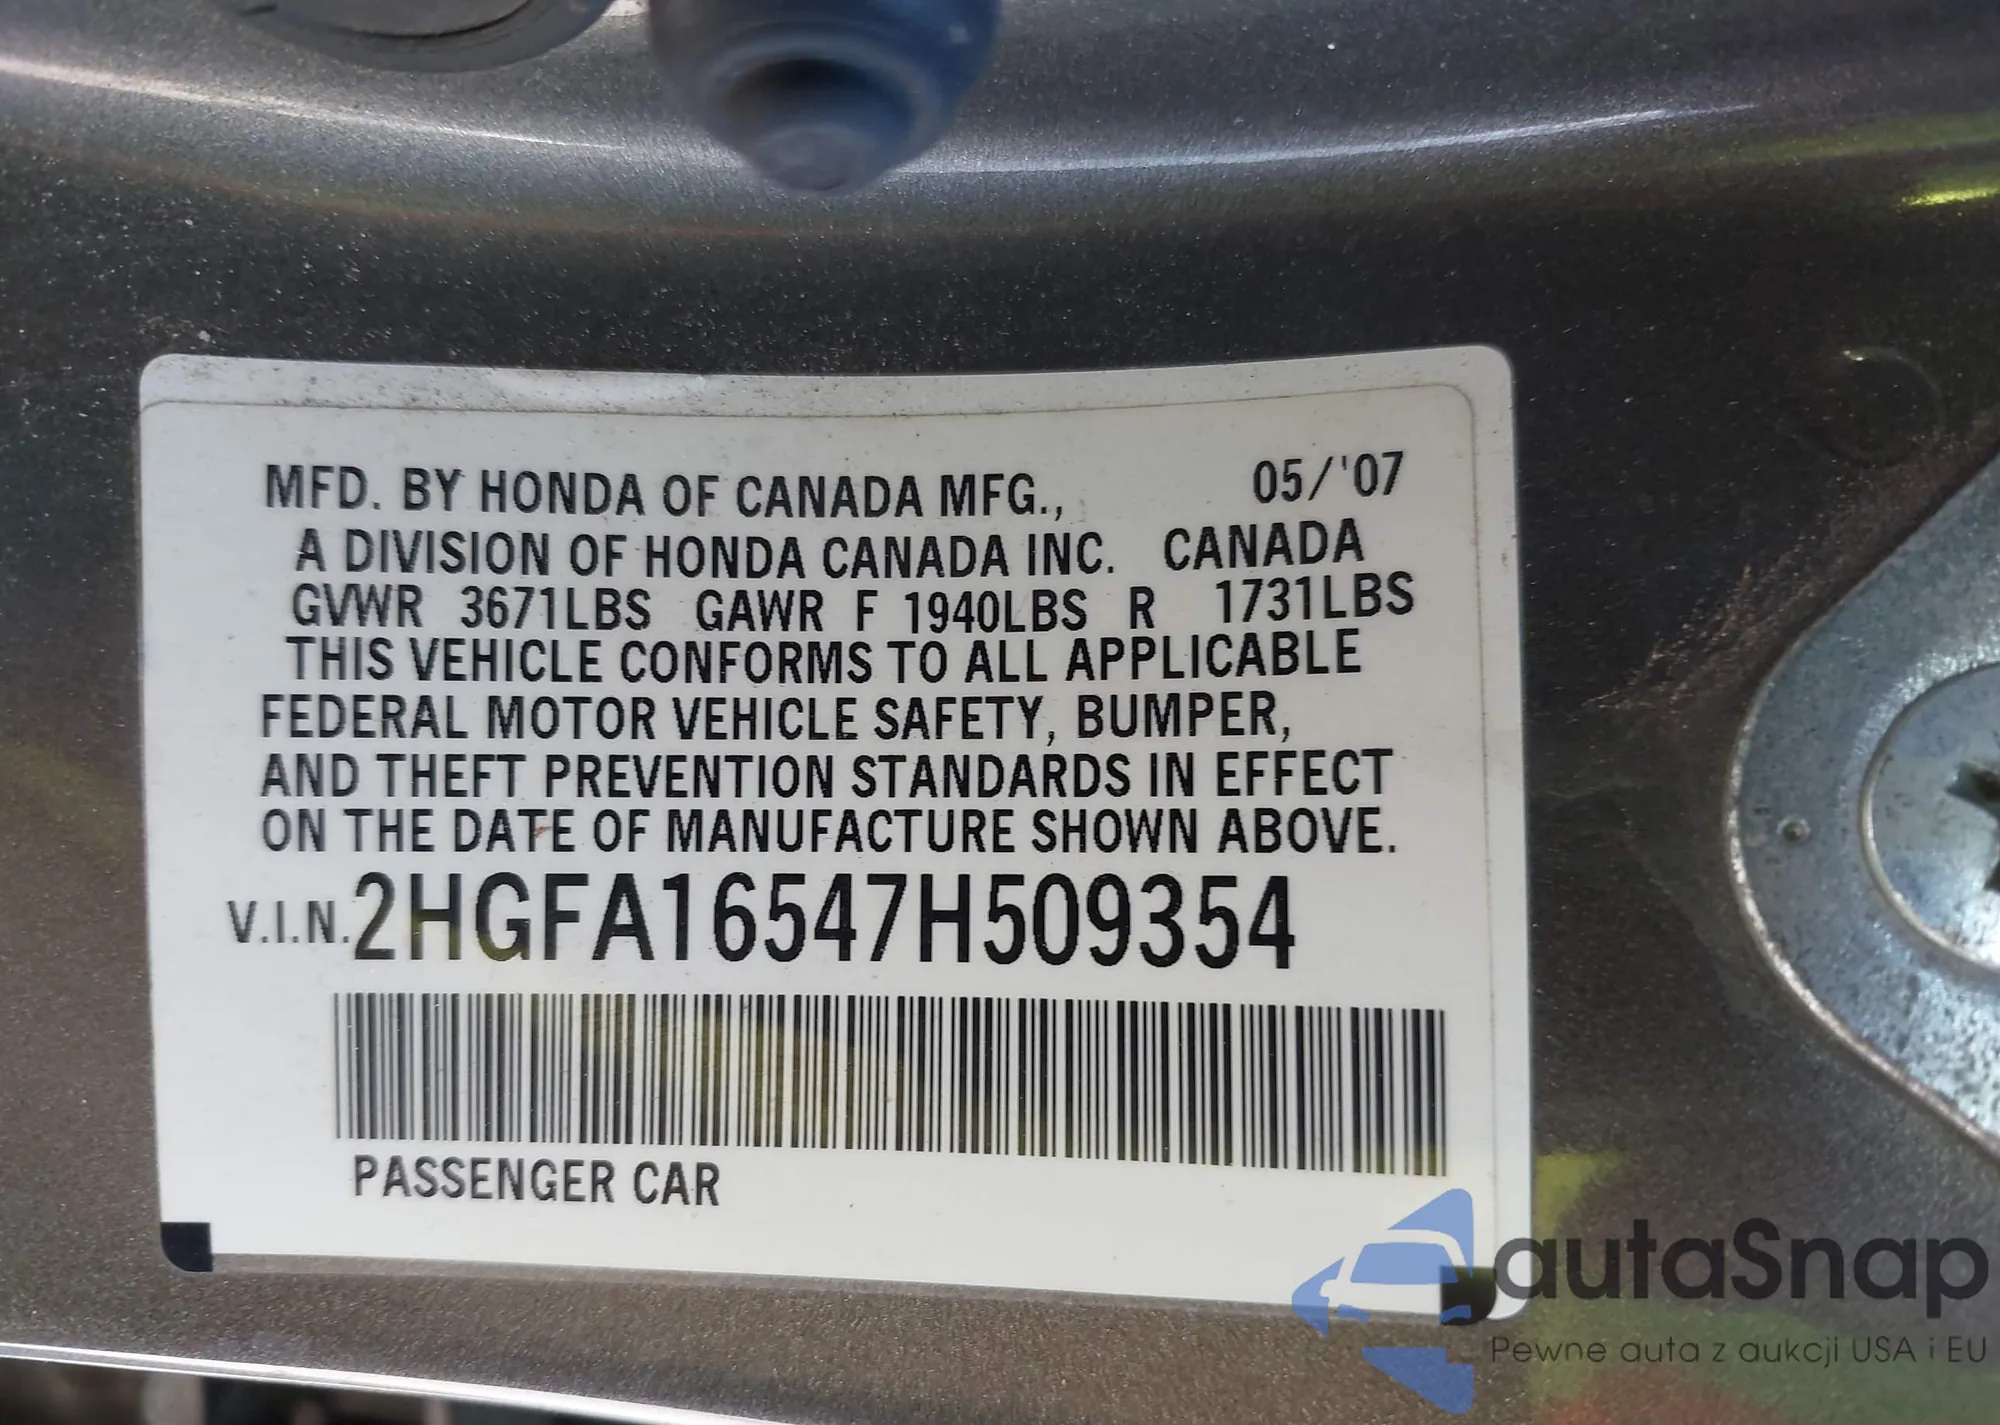 MFD. BY HONDA OF CANADA MFG., 05/'07
A DIVISION OF HONDA CANADA INC. CANADA
GVWR 3671LBS GAWR F 1940LBS R 1731LBS
THIS VEHICLE CONFORMS TO ALL APPLICABLE
FEDERAL MOTOR VEHICLE SAFETY, BUMPER,
AND THEFT PREVENTION STANDARDS IN EFFECT
ON THE DATE OF MANUFACTURE SHOWN ABOVE.
V.I.N. 2HGFA16547H509354
PASSENGER CAR
autaSnap
Pewne auta z aukcji USA i EU